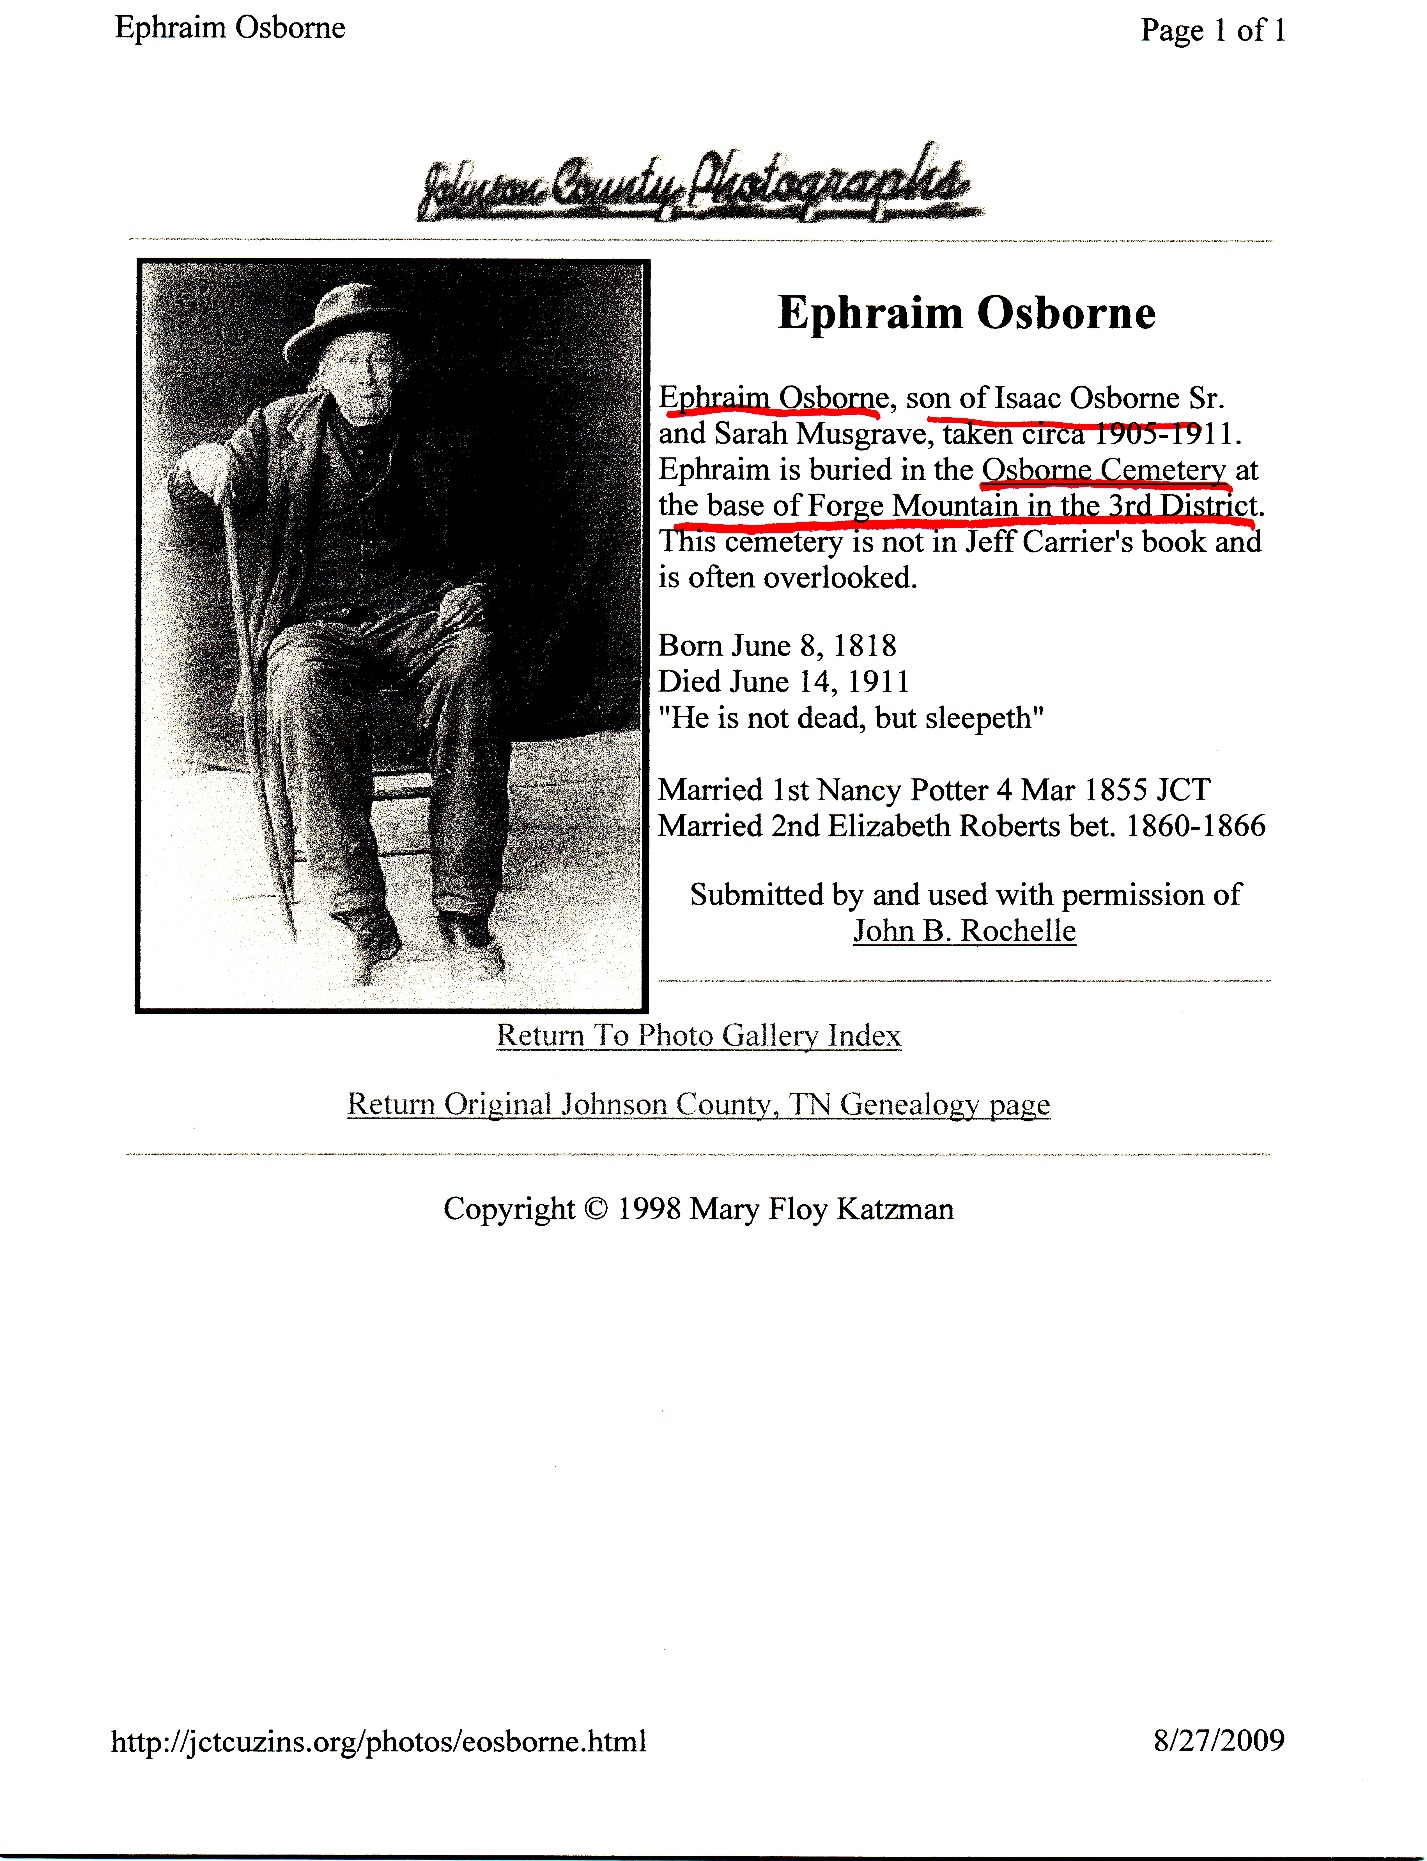 Ephraim Osborne
Page 1 of 1
Johnson County Photographs
Ephraim Osborne
Ephraim Osborne, son of Isaac Osborne Sr.
and Sarah Musgrave, taken circa 1905-1911.
Ephraim is buried in the Osborne Cemetery at
the base of Forge Mountain in the 3rd District.
This cemetery is not in Jeff Carrier's book and
is often overlooked.
Born June 8, 1818
Died June 14, 1911
"He is not dead, but sleepeth"
Married 1st Nancy Potter 4 Mar 1855 JCT
Married 2nd Elizabeth Roberts bet. 1860-1866
Submitted by and used with permission of
John B. Rochelle
Return To Photo Gallery Index
Return Original Johnson County, TN Genealogy page
Copyright © 1998 Mary Floy Katzman
http://jctcuzins.org/photos/eosborne.html
8/27/2009